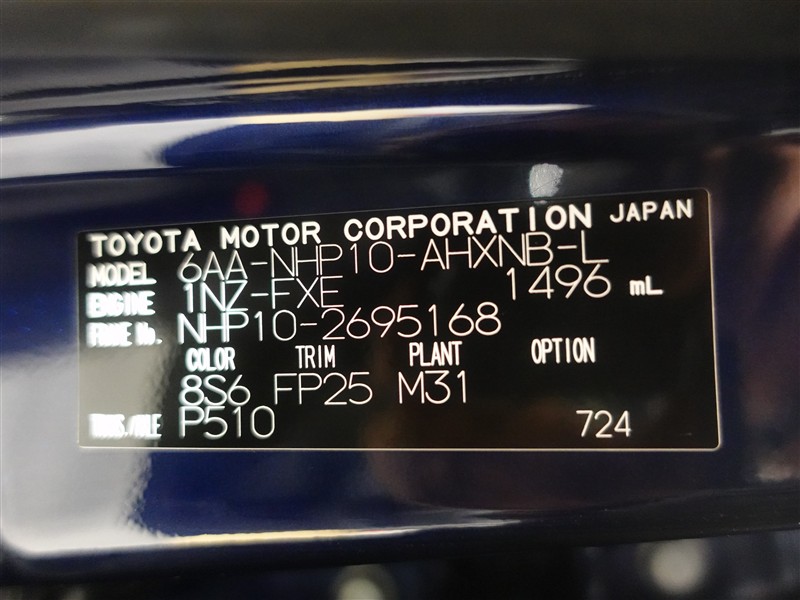 TOYOTA MOTOR CORPORATION JAPAN
MODEL 6AA-NHP10-AHXNB-L
ENGINE 1NZ-FXE 1496 mL
FRAME No. NHP10-2695168
COLOR TRIM PLANT OPTION
8S6 FP25 M31
TRANS./AXLE P510 724